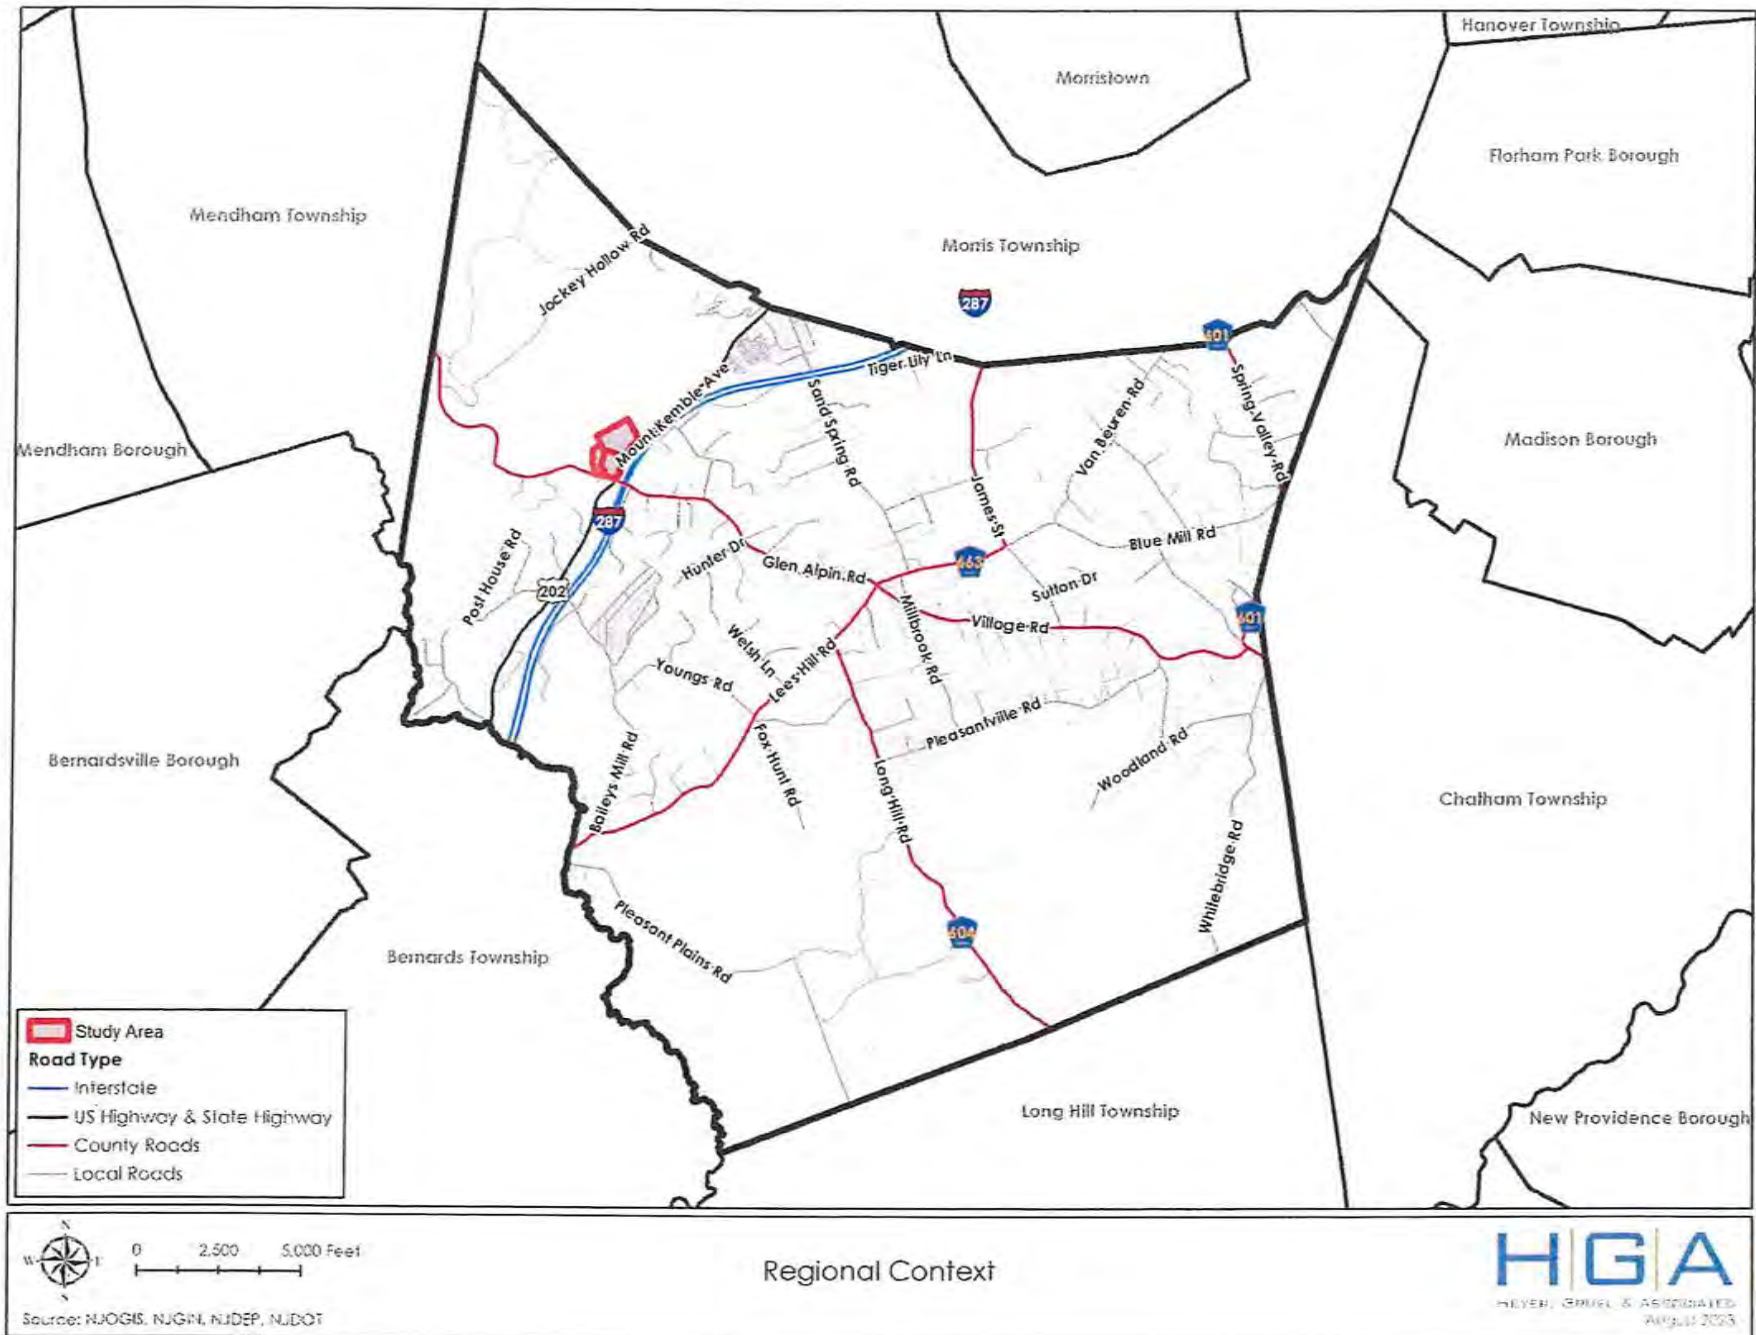 Hanover Township
Morristown
Florham Park Borough
Mendham Township
Morris Township
Jockey Hollow Rd
287
601
Tiger Lily Ln
Mount Kemble Ave
Sand Spring Rd
Van Beuren Rd
Spring Valley Rd
Madison Borough
Mendham Borough
James St
287
Blue Mill Rd
Post House Rd
Hunter Dr
Glen Alpin Rd
663
Sutton Dr
202
Millbrook Rd
Village Rd
601
Welsh Ln
Lees Hill Rd
Youngs Rd
Pleasantville Rd
Bernardsville Borough
Baileys Mill Rd
Fox Hunt Rd
Long Hill Rd
Woodland Rd
Chatham Township
Whitebridge Rd
604
Pleasant Plains Rd
Bernards Township
Long Hill Township
New Providence Borough
Study Area
Road Type
Interstate
US Highway & State Highway
County Roads
Local Roads
N
W E
S
0 2,500 5,000 Feet
Regional Context
HGA
HEYER, GRUEL & ASSOCIATES
August 2023
Source: NJOGIS, NJGIN, NJDEP, NJDOT